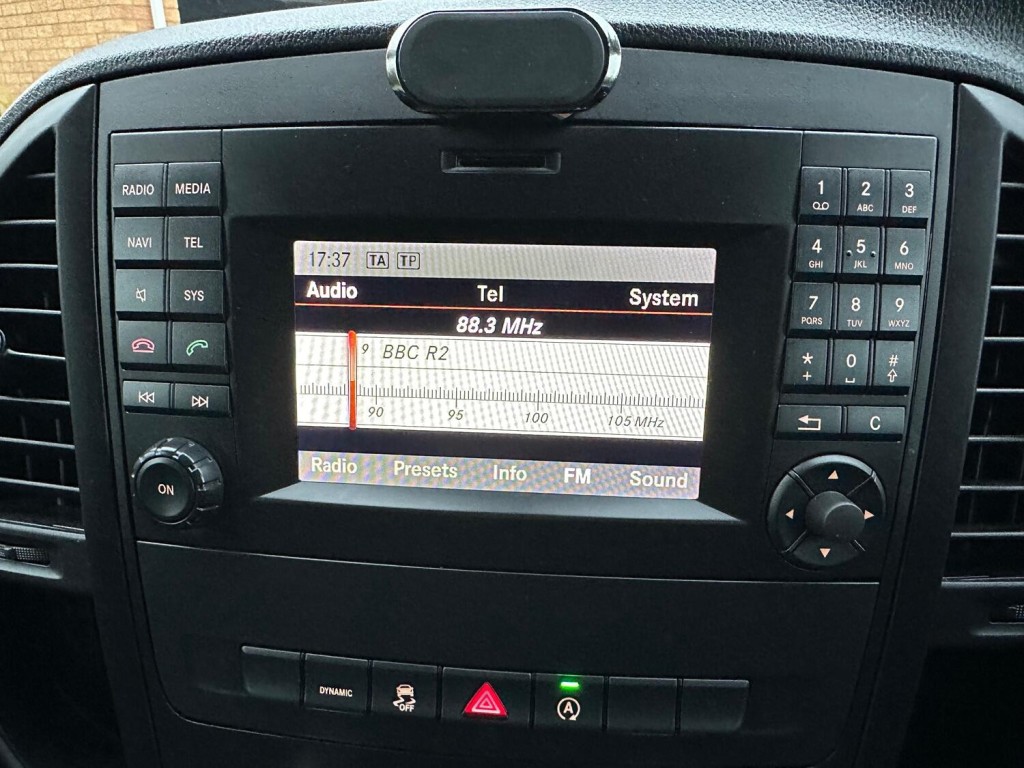 RADIO MEDIA
NAVI TEL
SYS
ON
17:37 TA TP
Audio Tel System
88.3 MHz
9 BBC R2
90 95 100 105 MHz
Radio Presets Info FM Sound
1 2 ABC 3 DEF
4 GHI 5 JKL 6 MNO
7 PQRS 8 TUV 9 WXYZ
* + 0 #
C
DYNAMIC
OFF
A